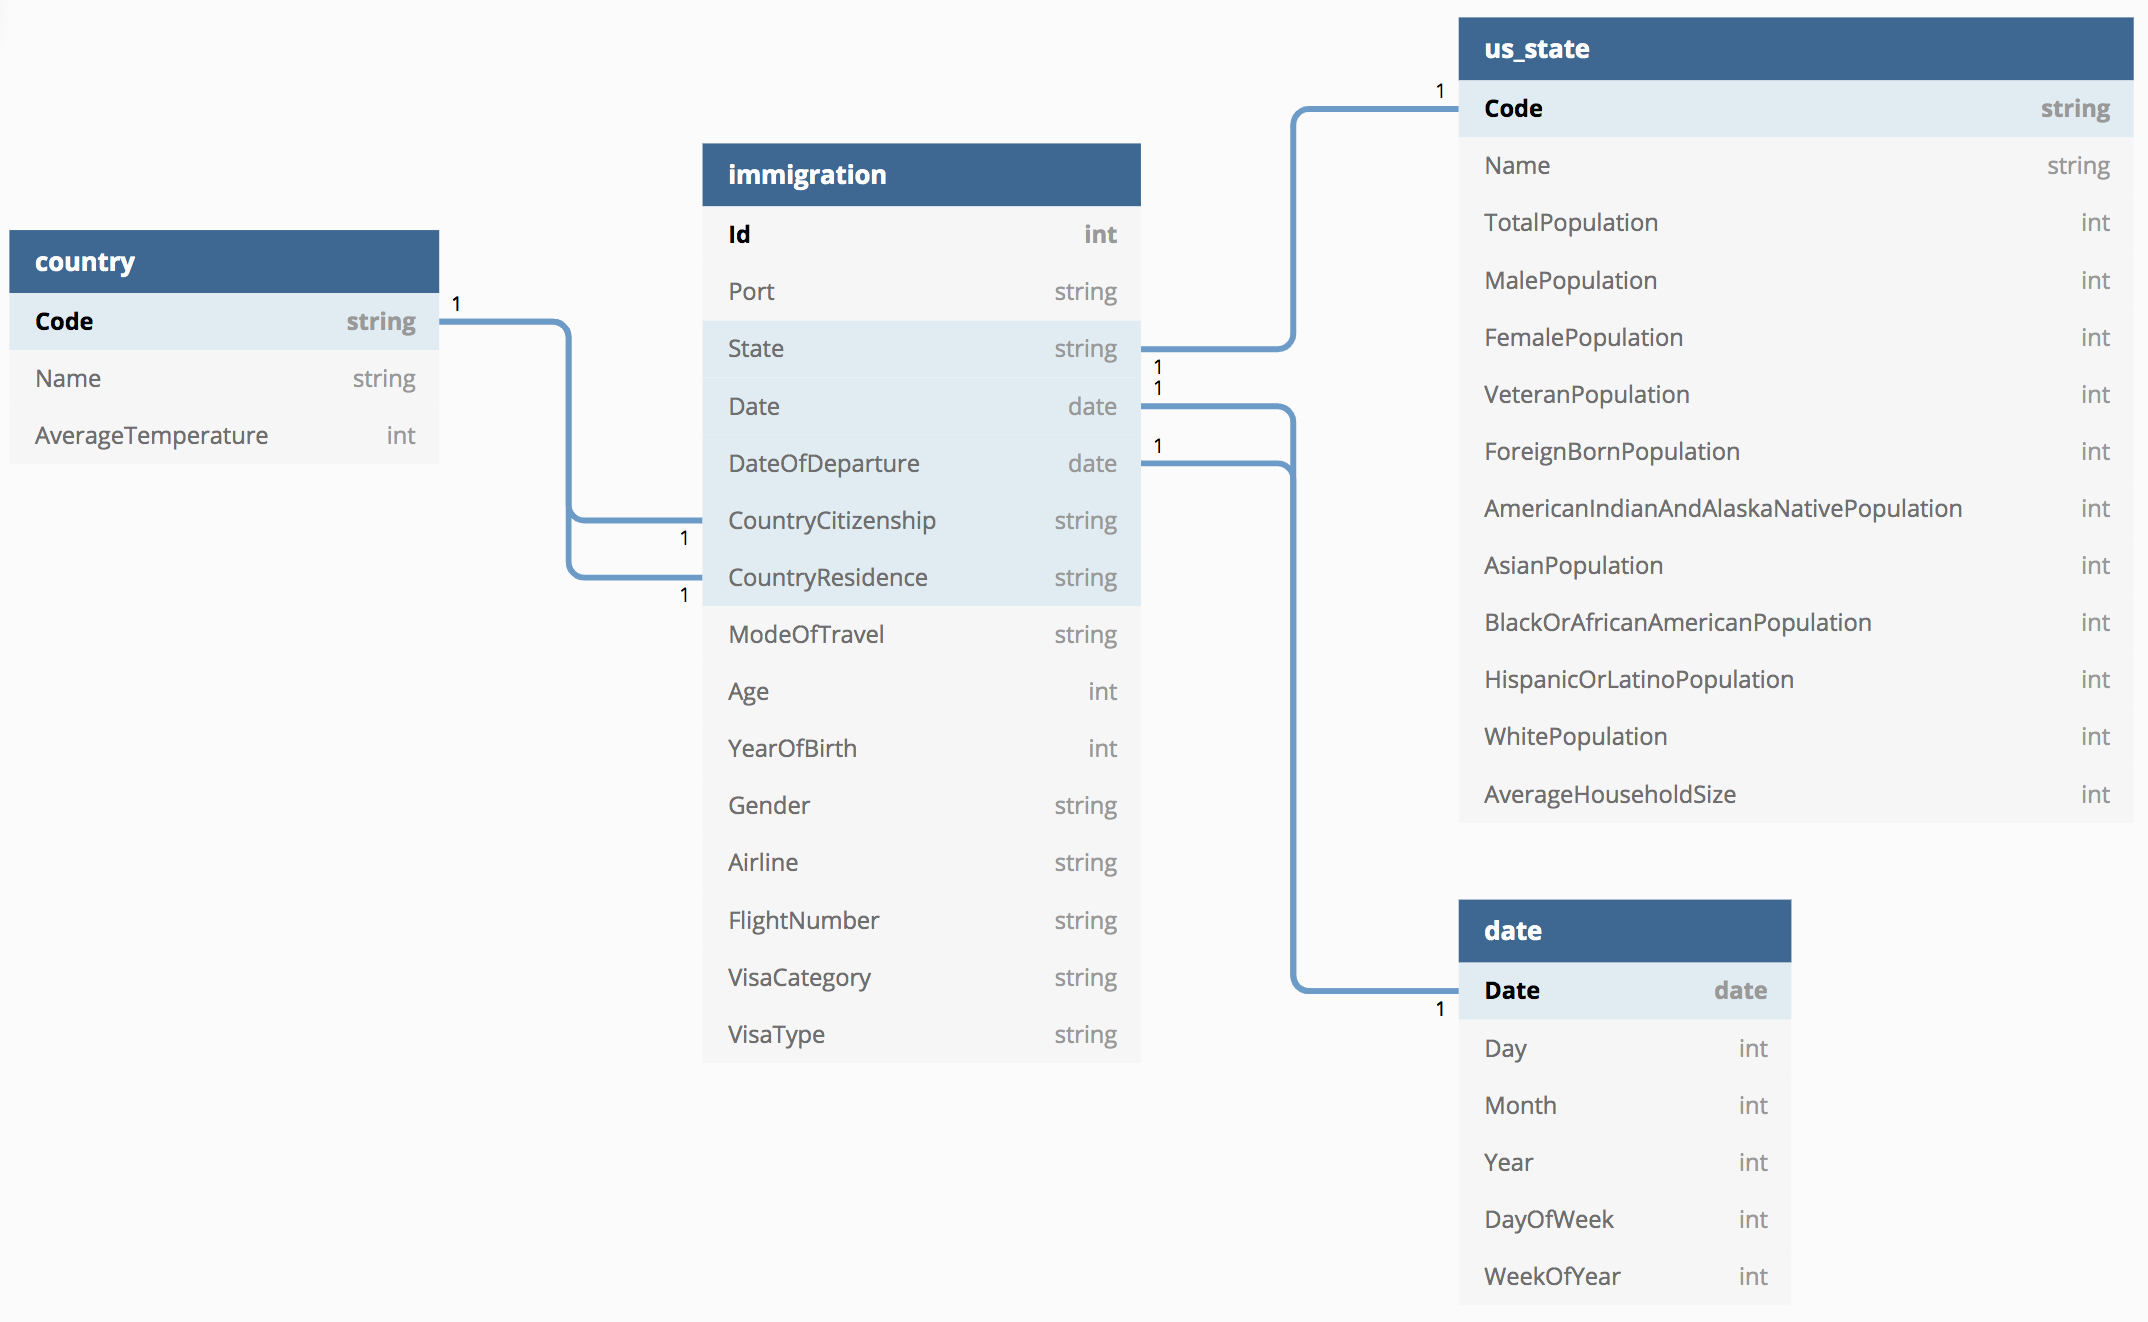 country
Code string
Name string
AverageTemperature int
1
1
1
immigration
Id int
Port string
State string
Date date
DateOfDeparture date
CountryCitizenship string
CountryResidence string
ModeOfTravel string
Age int
YearOfBirth int
Gender string
Airline string
FlightNumber string
VisaCategory string
VisaType string
1
1
1
1
us_state
Code string
Name string
TotalPopulation int
MalePopulation int
FemalePopulation int
VeteranPopulation int
ForeignBornPopulation int
AmericanIndianAndAlaskaNativePopulation int
AsianPopulation int
BlackOrAfricanAmericanPopulation int
HispanicOrLatinoPopulation int
WhitePopulation int
AverageHouseholdSize int
1
date
Date date
Day int
Month int
Year int
DayOfWeek int
WeekOfYear int